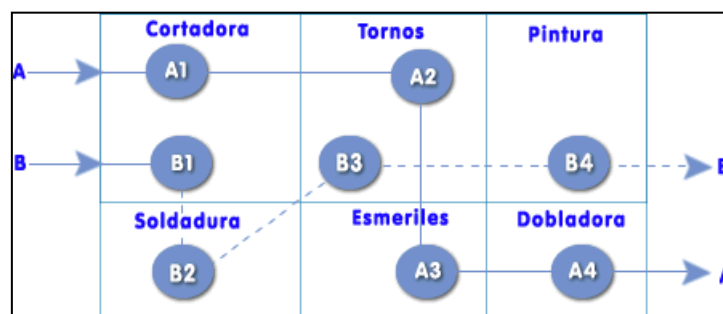 Cortadora Tornos Pintura
A A1 A2
B B1 B3 B4
Soldadura Esmeriles Dobladora
B2 A3 A4 A